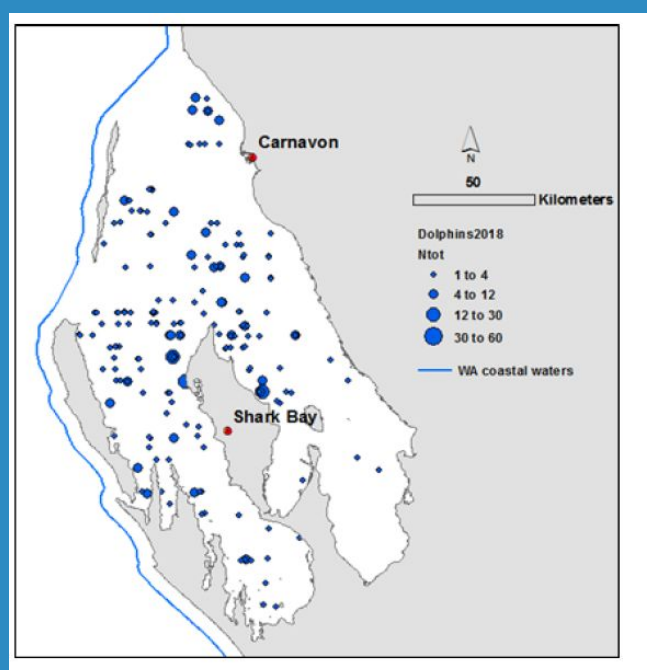 Carnavon
N
50
Kilometers
Dolphins2018
Ntot
1 to 4
4 to 12
12 to 30
30 to 60
WA coastal waters
Shark Bay